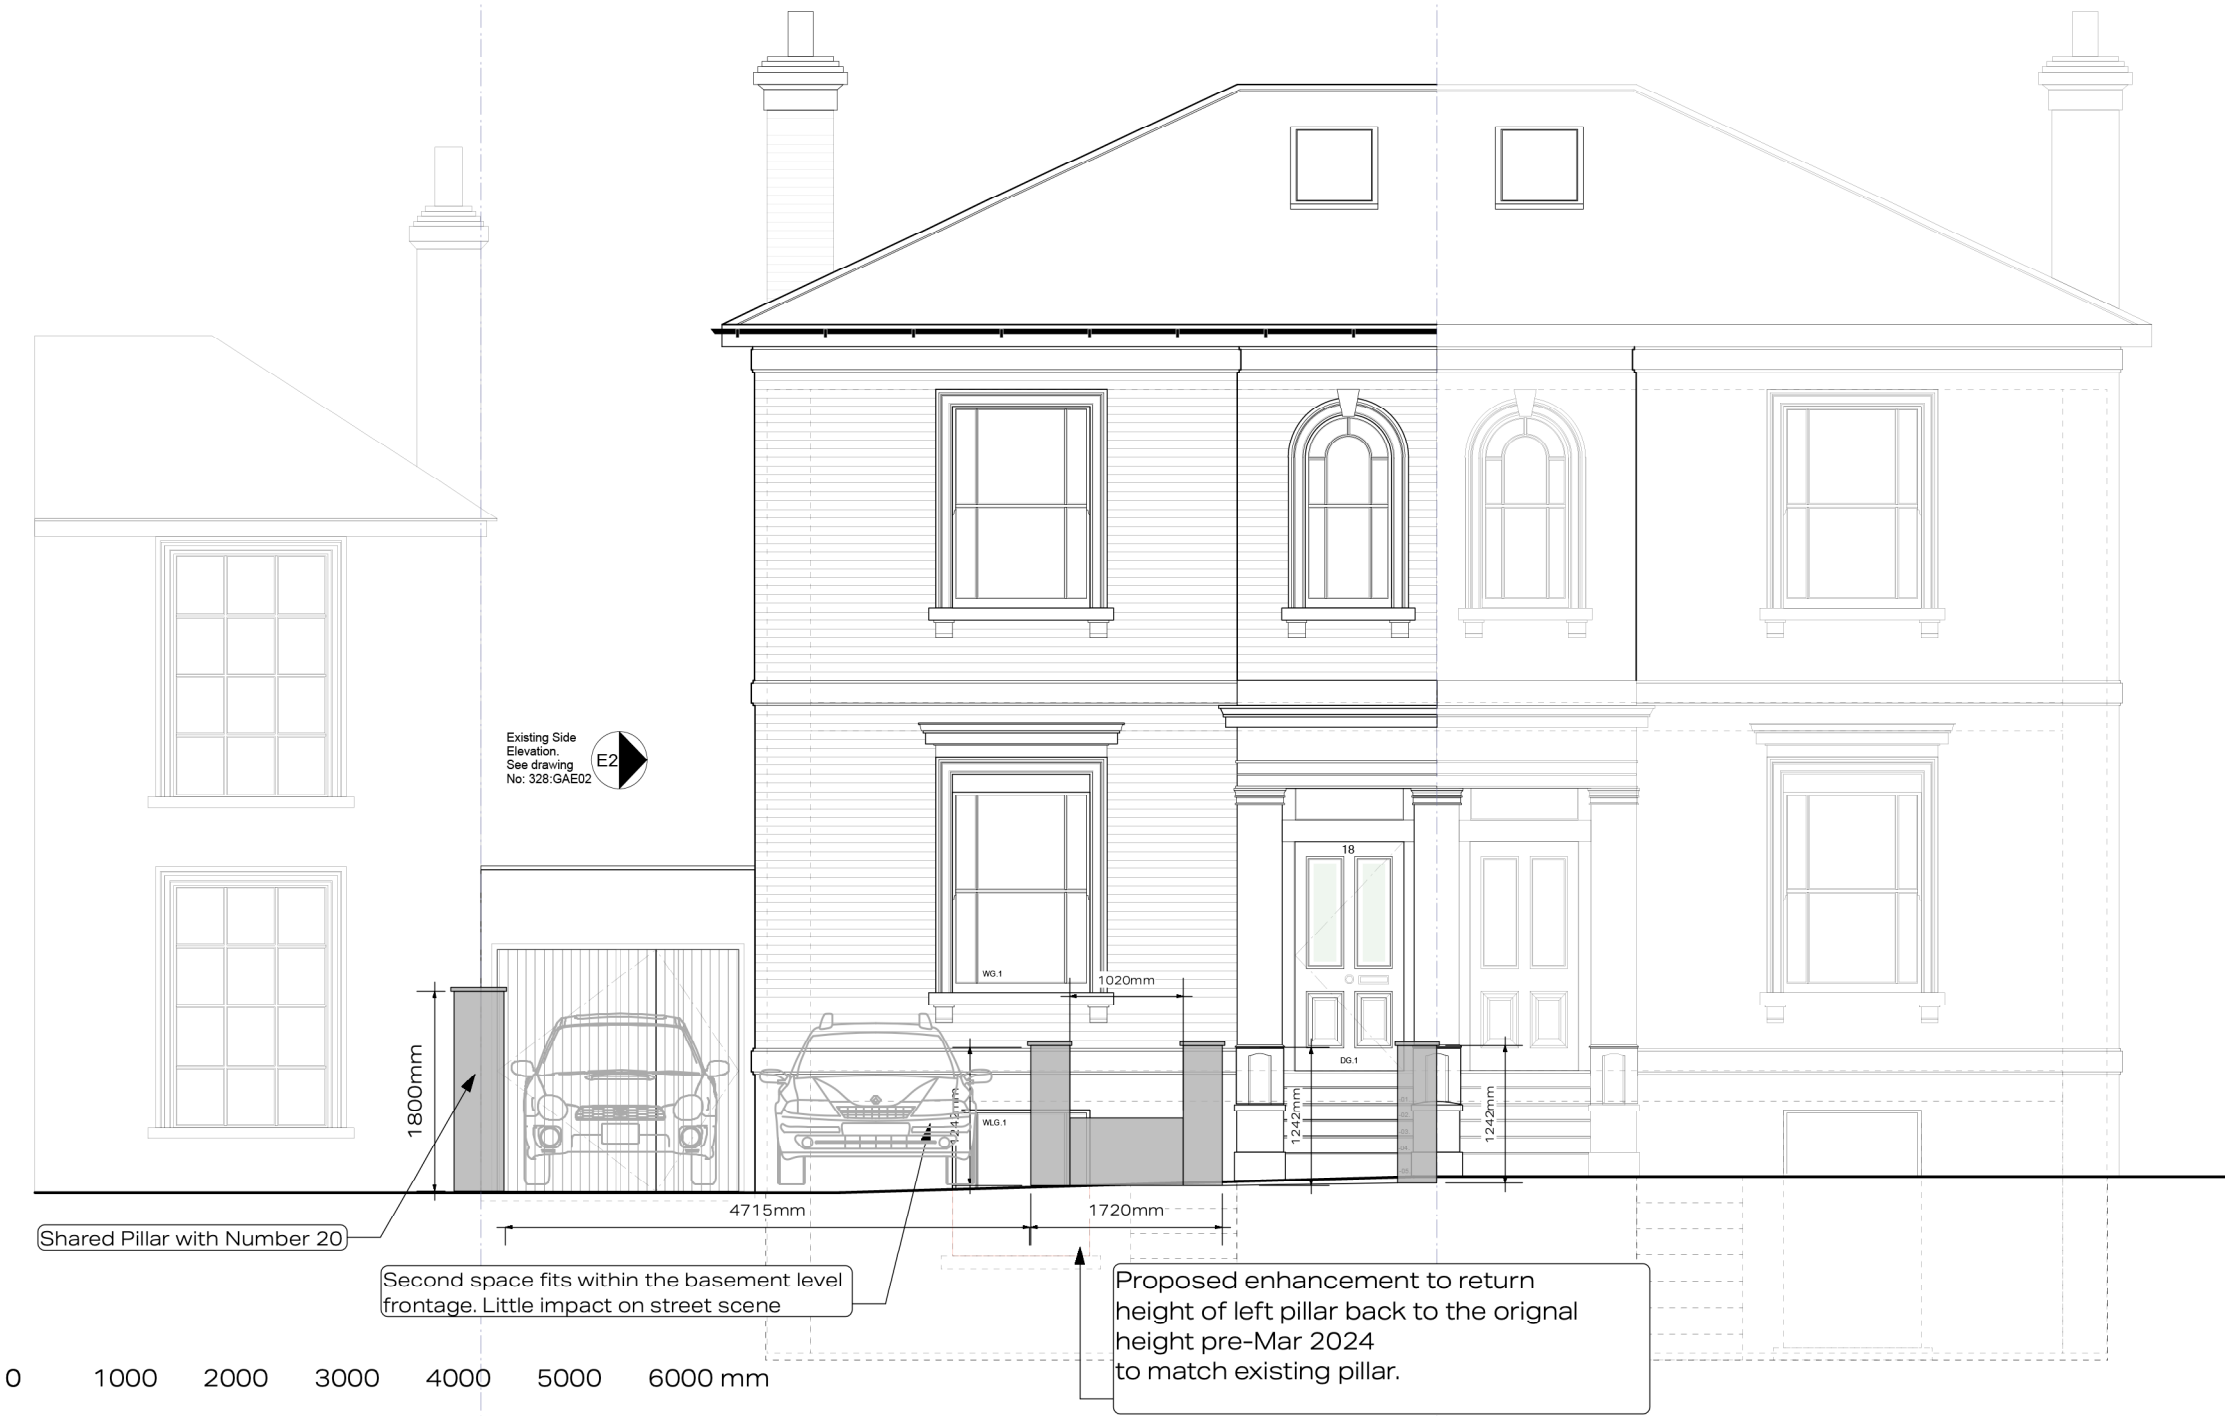 Existing Side
Elevation.
See drawing
No: 328:GAE02
E2
18
WG.1
1020mm
DG.1
1800mm
1242mm
WLG.1
1242mm
1242mm
4715mm
1720mm
Shared Pillar with Number 20
Second space fits within the basement level
frontage. Little impact on street scene
Proposed enhancement to return
height of left pillar back to the orignal
height pre-Mar 2024
to match existing pillar.
0 1000 2000 3000 4000 5000 6000 mm